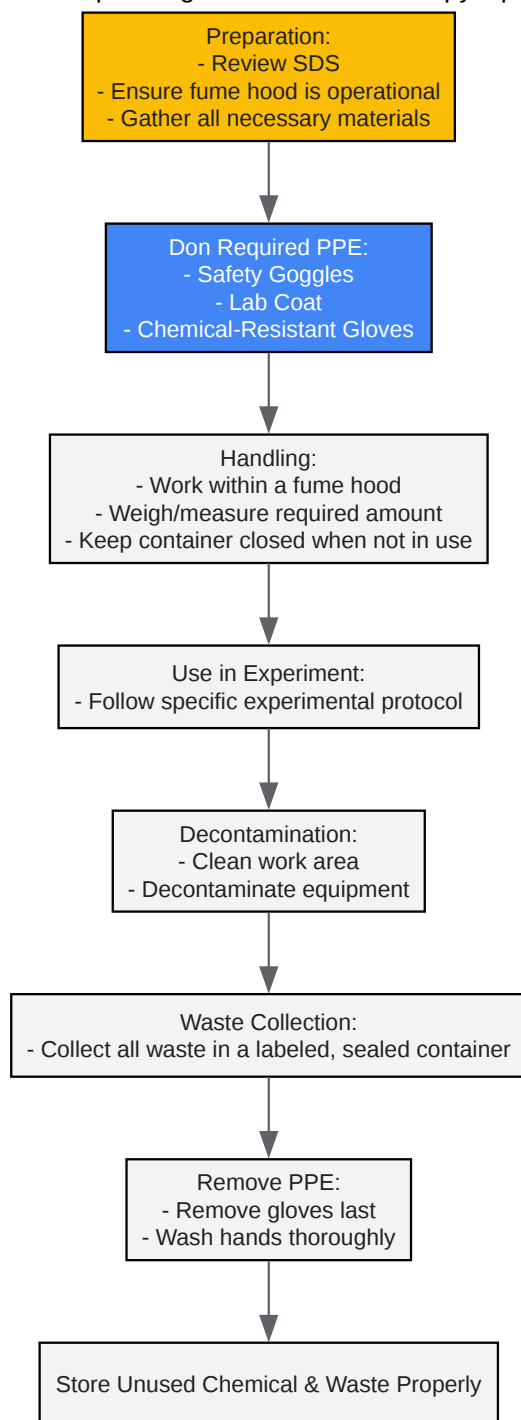 Preparation:
- Review SDS
- Ensure fume hood is operational
- Gather all necessary materials
Don Required PPE:
- Safety Goggles
- Lab Coat
- Chemical-Resistant Gloves
Handling:
- Work within a fume hood
- Weigh/measure required amount
- Keep container closed when not in use
Use in Experiment:
- Follow specific experimental protocol
Decontamination:
- Clean work area
- Decontaminate equipment
Waste Collection:
- Collect all waste in a labeled, sealed container
Remove PPE:
- Remove gloves last
- Wash hands thoroughly
Store Unused Chemical & Waste Properly